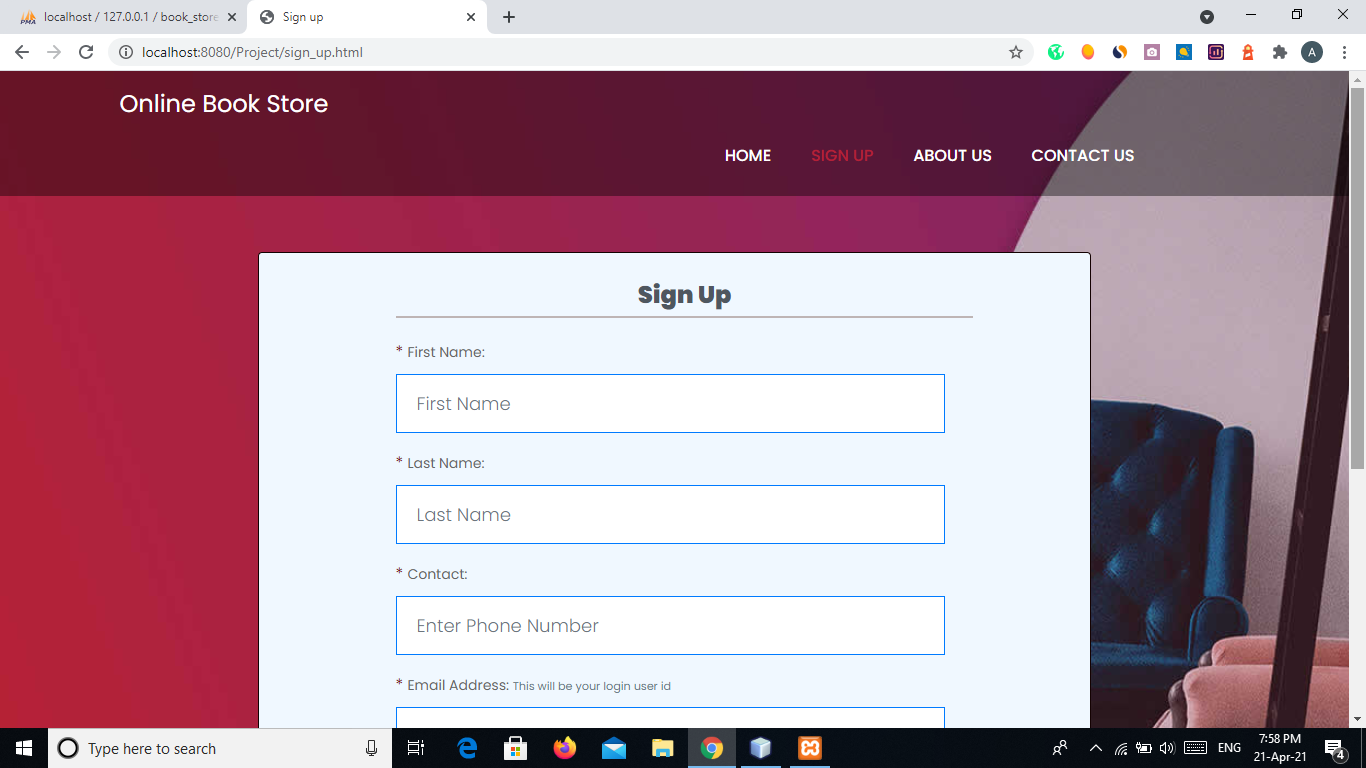 localhost / 127.0.0.1 / book_store
Sign up
localhost:8080/Project/sign_up.html
A
Online Book Store
HOME SIGN UP ABOUT US CONTACT US
Sign Up
* First Name:
First Name
* Last Name:
Last Name
* Contact:
Enter Phone Number
* Email Address: This will be your login user id
Type here to search
ENG
7:58 PM
21-Apr-21
4